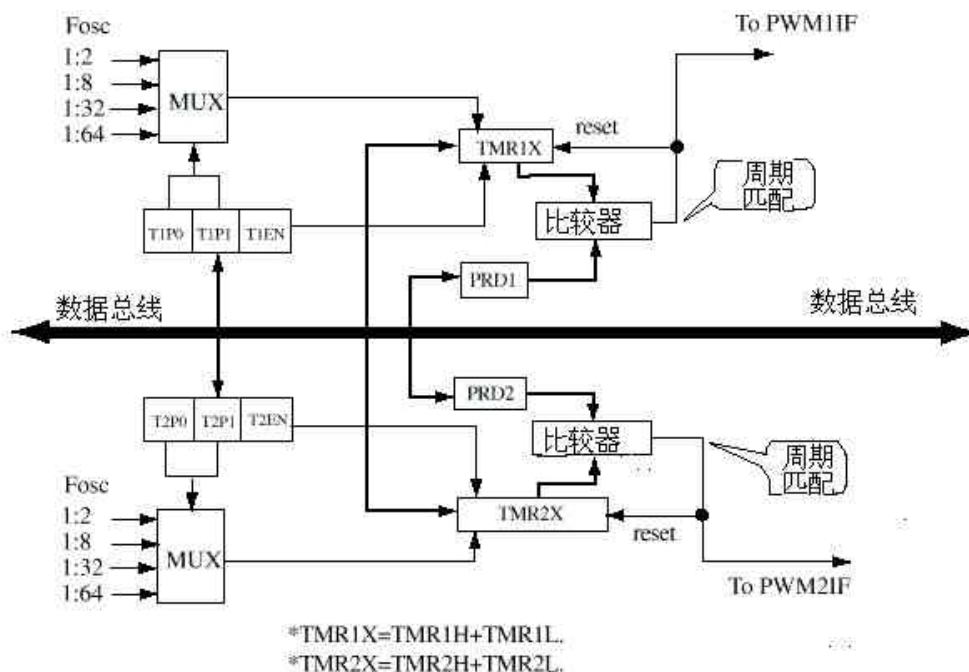 Fosc
1:2
1:8
1:32
1:64
MUX
To PWM1IF
TMR1X
reset
周期
匹配
比较器
T1P0 T1P1 T1EN
PRD1
数据总线
数据总线
PRD2
T2P0 T2P1 T2EN
比较器
周期
匹配
Fosc
1:2
1:8
1:32
1:64
MUX
TMR2X
reset
To PWM2IF
*TMR1X=TMR1H+TMR1L.
*TMR2X=TMR2H+TMR2L.